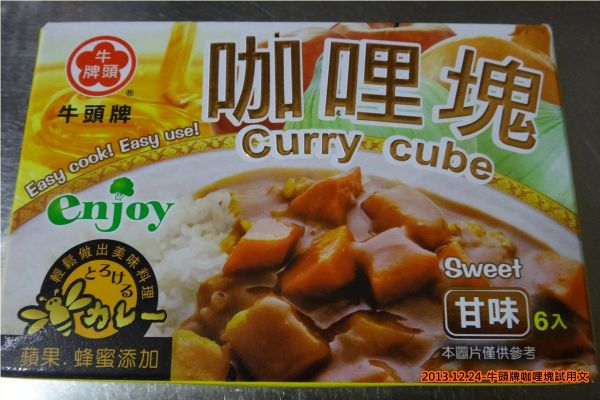 牛
牌頭
®
牛頭牌
咖哩塊
Curry cube
Easy cook! Easy use!
enjoy
輕鬆做出美味料理
とろける
カレー
蘋果.蜂蜜添加
Sweet
甘味 6入
本圖片僅供參考
2013.12.24-牛頭牌咖哩塊試用文